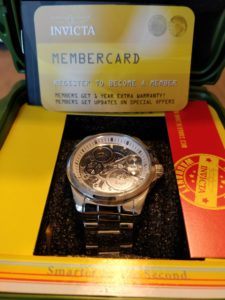 INVICTA
MEMBERCARD
REGISTER TO BECOME A MEMBER
MEMBERS GET 1 YEAR EXTRA WARRANTY!
MEMBERS GET UPDATES ON SPECIAL OFFERS
INVICTA
Second.